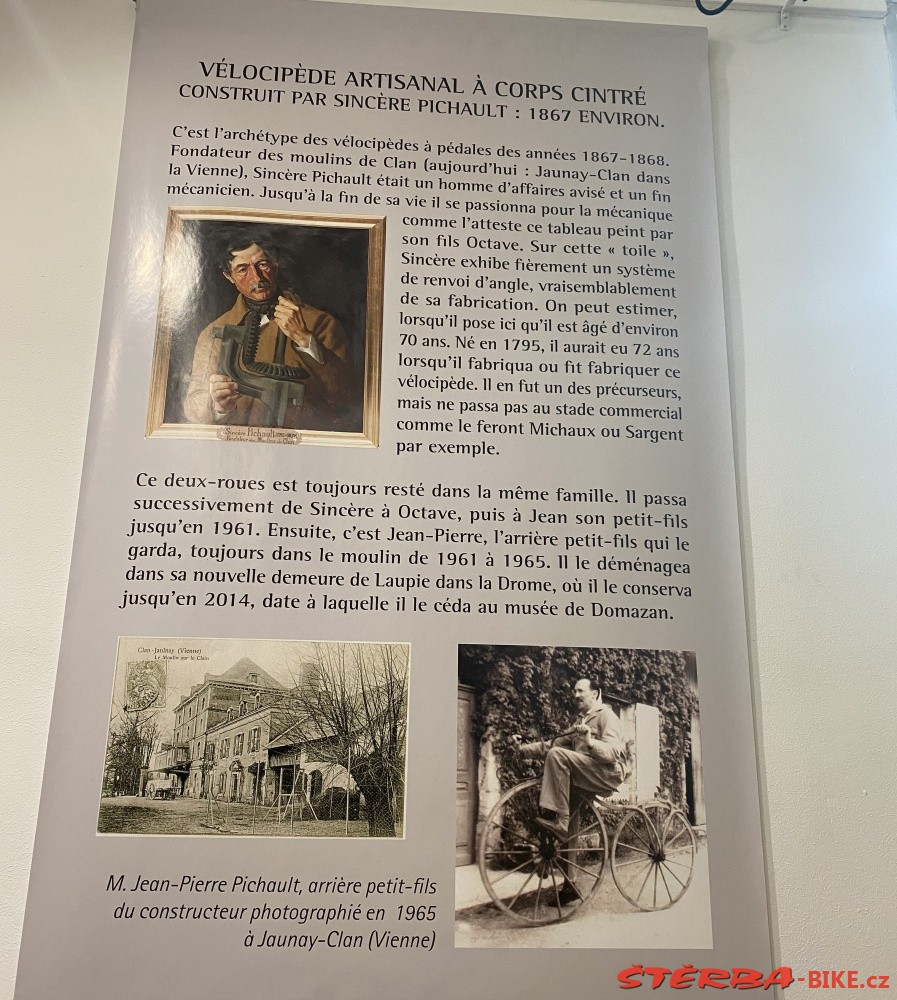 VÉLOCIPÈDE ARTISANAL À CORPS CINTRÉ
CONSTRUIT PAR SINCÈRE PICHAULT : 1867 ENVIRON.
C'est l'archétype des vélocipèdes à pédales des années 1867-1868.
Fondateur des moulins de Clan (aujourd'hui : Jaunay-Clan dans
la Vienne), Sincère Pichault était un homme d'affaires avisé et un fin
mécanicien. Jusqu'à la fin de sa vie il se passionna pour la mécanique
comme l'atteste ce tableau peint par
son fils Octave. Sur cette « toile »,
Sincère exhibe fièrement un système
de renvoi d'angle, vraisemblablement
de sa fabrication. On peut estimer,
lorsqu'il pose ici qu'il est âgé d'environ
70 ans. Né en 1795, il aurait eu 72 ans
lorsqu'il fabriqua ou fit fabriquer ce
vélocipède. Il en fut un des précurseurs,
mais ne passa pas au stade commercial
comme le feront Michaux ou Sargent
par exemple.
Sincère Pichault
Fondateur des Moulins de Clan
Ce deux-roues est toujours resté dans la même famille. Il passa
successivement de Sincère à Octave, puis à Jean son petit-fils
jusqu'en 1961. Ensuite, c'est Jean-Pierre, l'arrière petit-fils qui le
garda, toujours dans le moulin de 1961 à 1965. Il le déménagea
dans sa nouvelle demeure de Laupie dans la Drome, où il le conserva
jusqu'en 2014, date à laquelle il le céda au musée de Domazan.
Clan-Jaulnay (Vienne)
Le Moulin sur le Clain
M. Jean-Pierre Pichault, arrière petit-fils
du constructeur photographié en 1965
à Jaunay-Clan (Vienne)
ŠTĚRBA-BIKE.cz